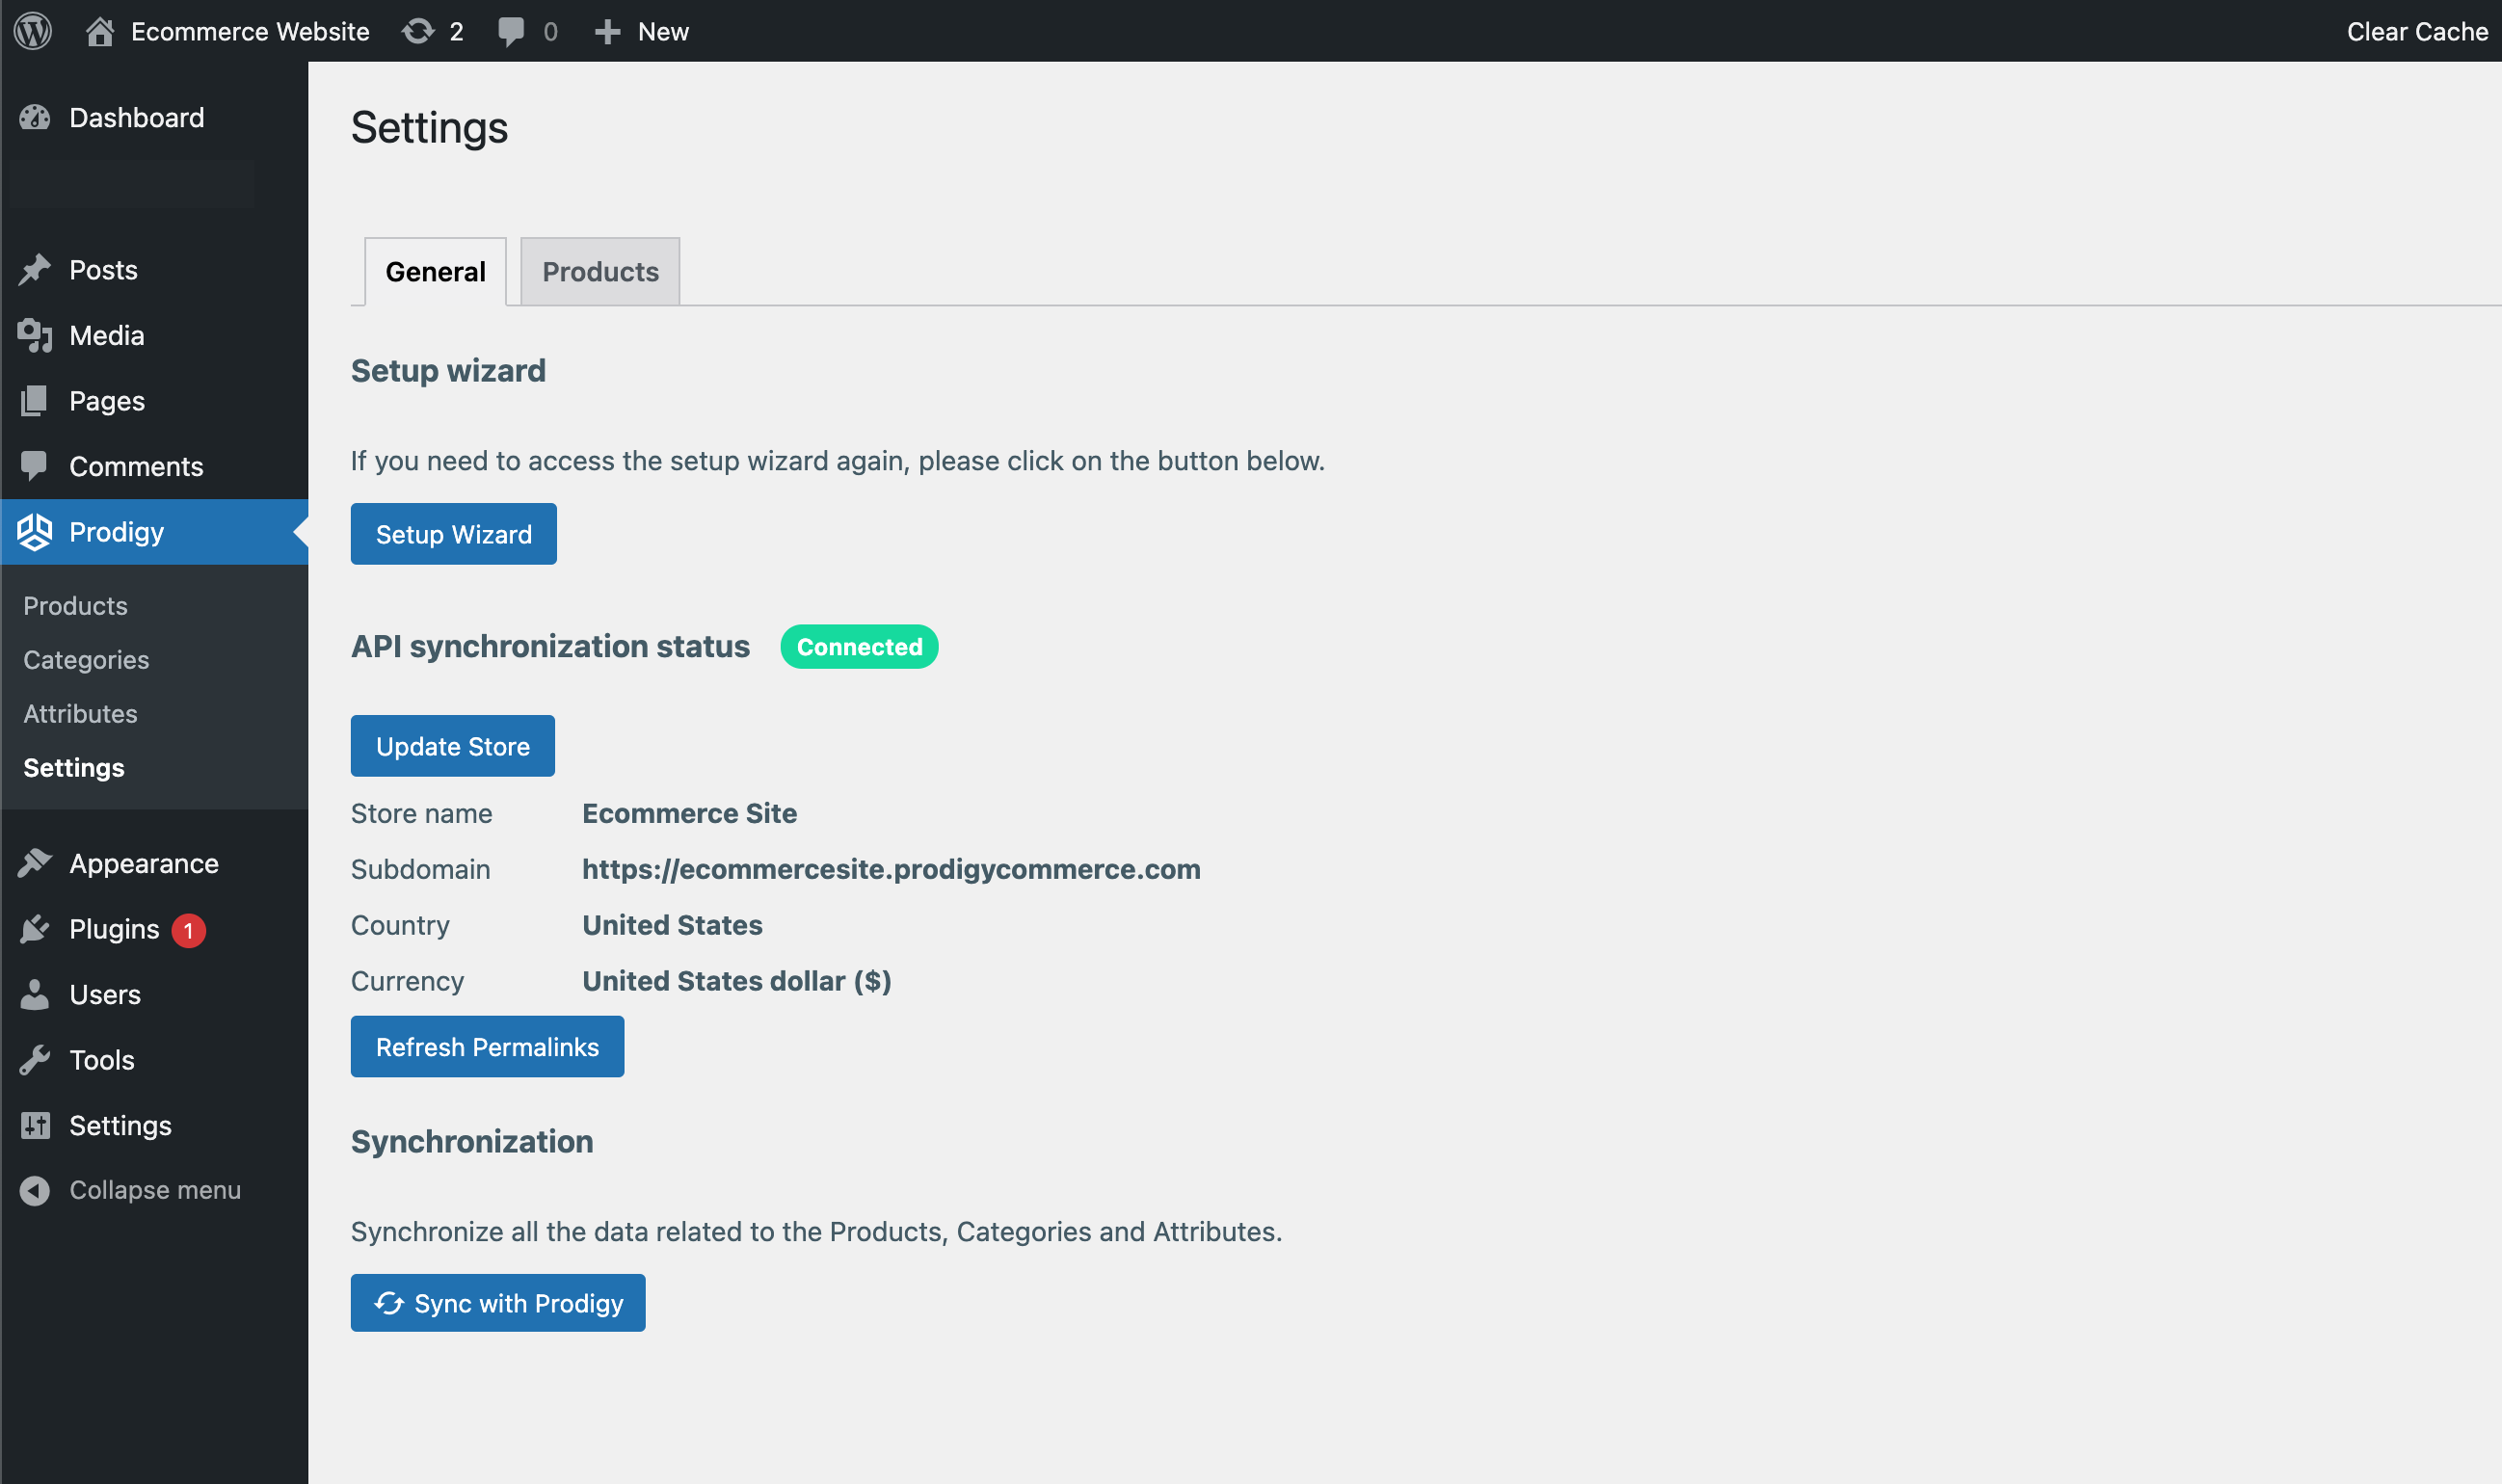 Ecommerce Website 2 0 New Clear Cache
Dashboard
Posts
Media
Pages
Comments
Prodigy
Products
Categories
Attributes
Settings
Appearance
Plugins 1
Users
Tools
Settings
Collapse menu
Settings
General Products
Setup wizard
If you need to access the setup wizard again, please click on the button below.
Setup Wizard
API synchronization status Connected
Update Store
Store name Ecommerce Site
Subdomain https://ecommercesite.prodigycommerce.com
Country United States
Currency United States dollar ($)
Refresh Permalinks
Synchronization
Synchronize all the data related to the Products, Categories and Attributes.
Sync with Prodigy